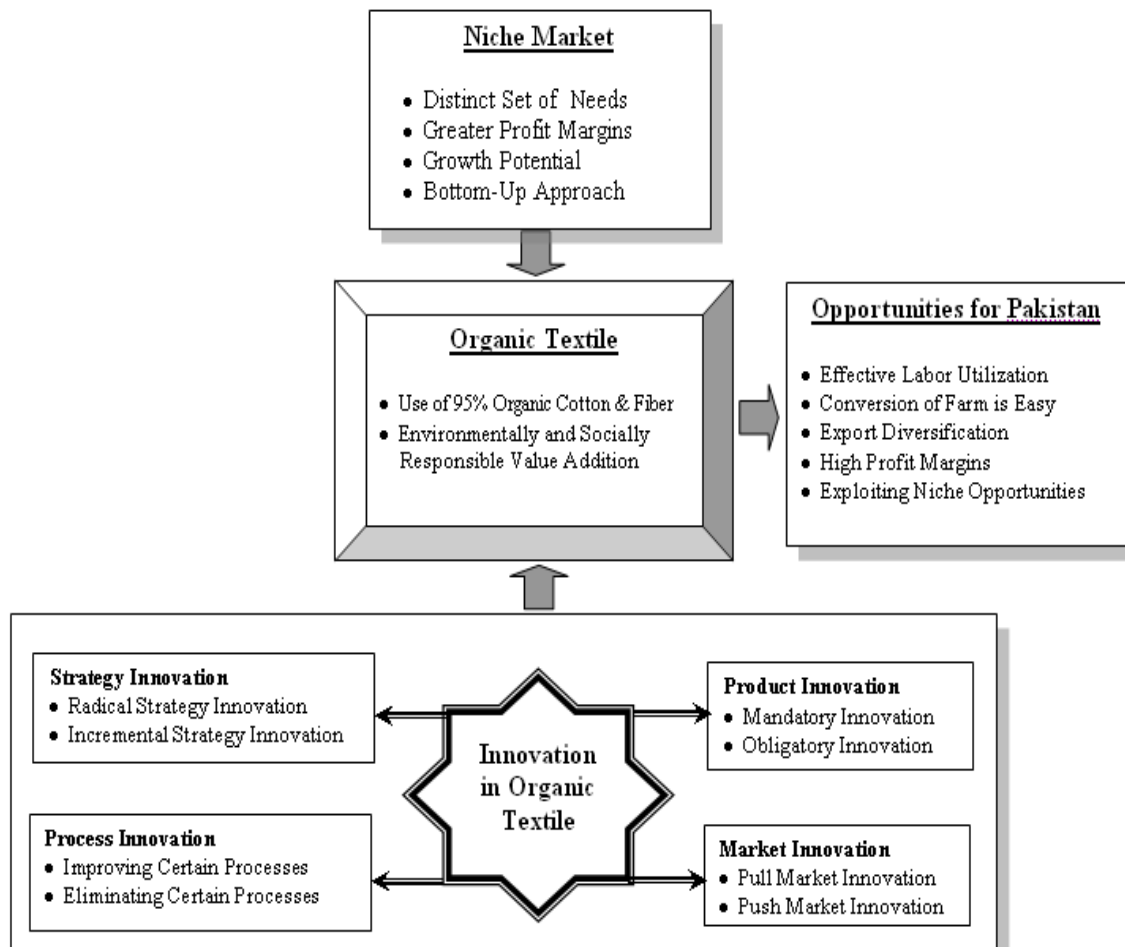 Niche Market
● Distinct Set of Needs
● Greater Profit Margins
● Growth Potential
● Bottom-Up Approach
Organic Textile
● Use of 95% Organic Cotton & Fiber
● Environmentally and Socially
Responsible Value Addition
Opportunities for Pakistan
● Effective Labor Utilization
● Conversion of Farm is Easy
● Export Diversification
● High Profit Margins
● Exploiting Niche Opportunities
Strategy Innovation
● Radical Strategy Innovation
● Incremental Strategy Innovation
Product Innovation
● Mandatory Innovation
● Obligatory Innovation
Innovation
in Organic
Textile
Process Innovation
● Improving Certain Processes
● Eliminating Certain Processes
Market Innovation
● Pull Market Innovation
● Push Market Innovation